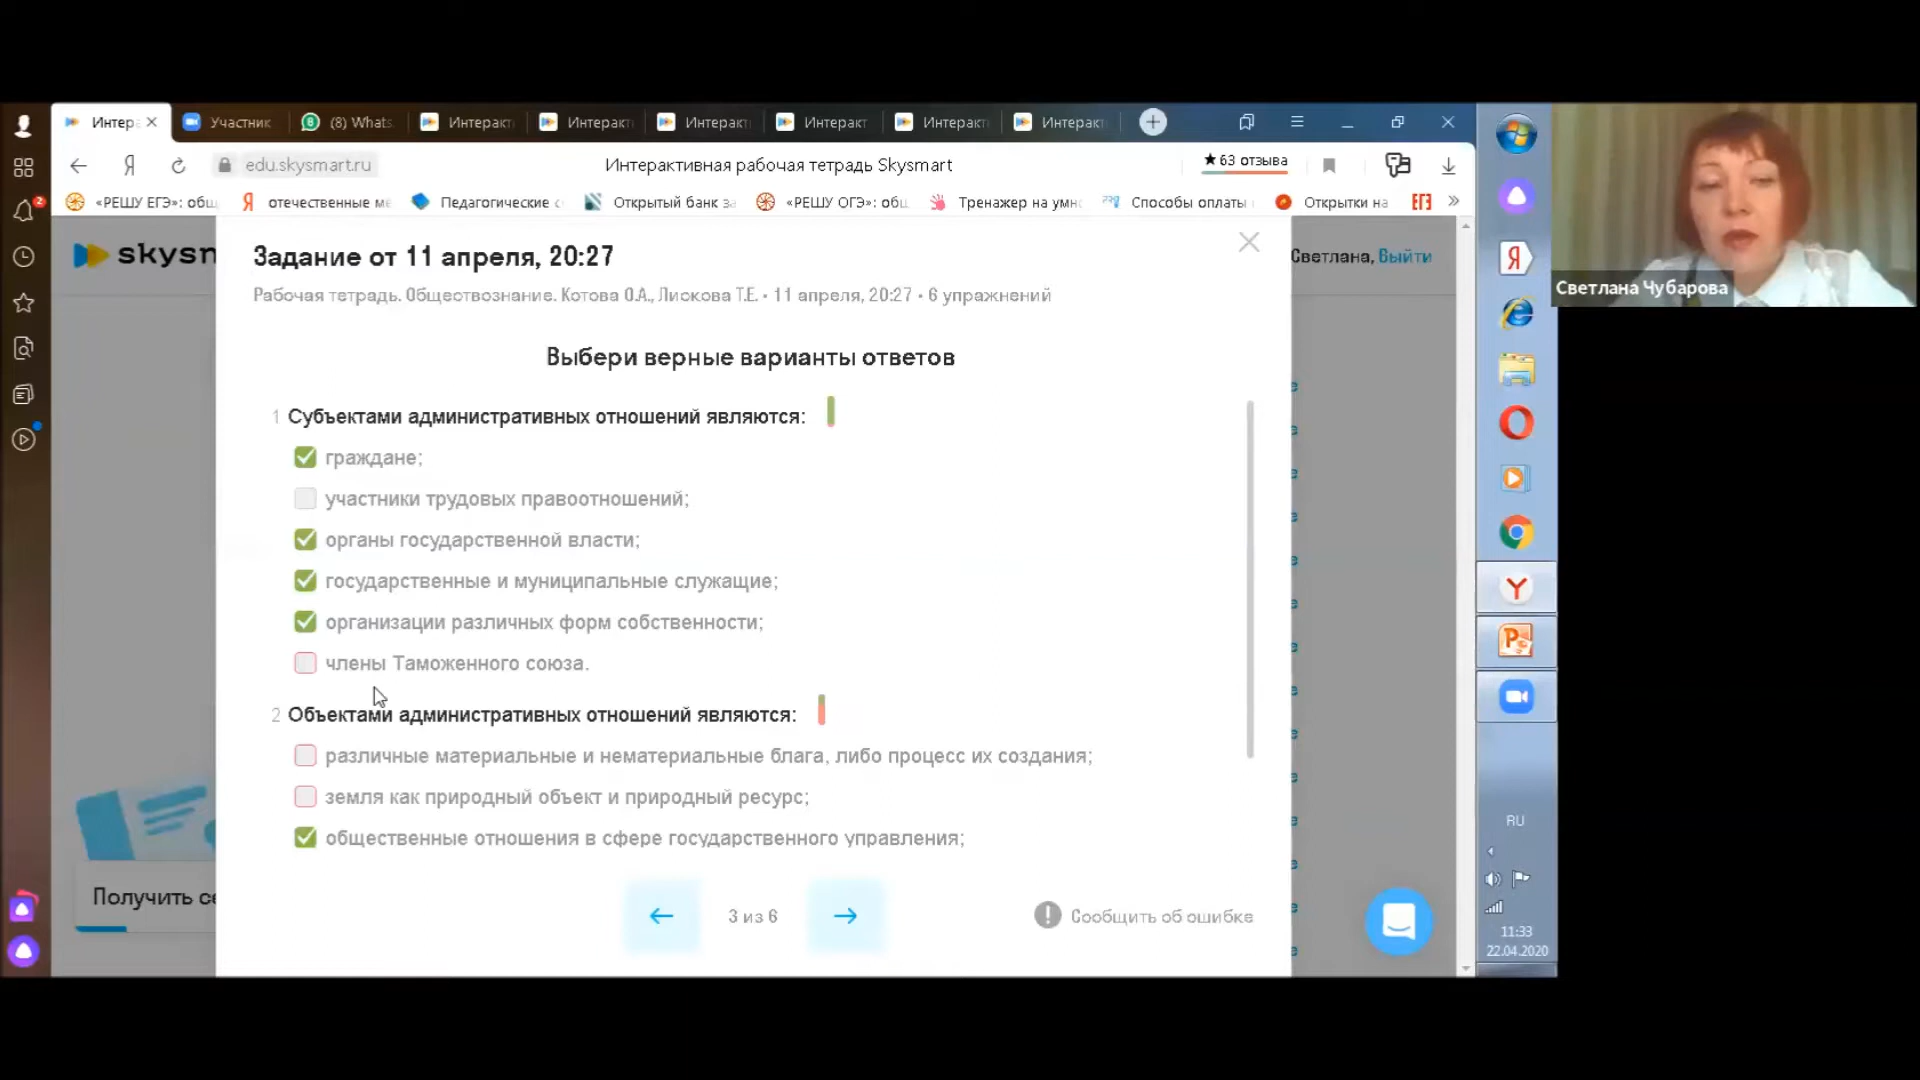 Интер
Участник
(8) Whats
Интеракт
Интеракт
Интеракт
Интеракт
Интеракт
Интеракт
edu.skysmart.ru
Интерактивная рабочая тетрадь Skysmart
★63 отзыва
«РЕШУ ЕГЭ»: общ
отечественные ме
Педагогические с
Открытый банк за
«РЕШУ ОГЭ»: общ
Тренажер на умно
Способы оплаты
Открытки на
ЕГЭ
»
skysm
Светлана, Выйти
Задание от 11 апреля, 20:27
Рабочая тетрадь. Обществознание. Котова О.А., Лискова Т.Е. • 11 апреля, 20:27 • 6 упражнений
Выбери верные варианты ответов
1 Субъектами административных отношений являются:
граждане;
участники трудовых правоотношений;
органы государственной власти;
государственные и муниципальные служащие;
организации различных форм собственности;
члены Таможенного союза.
2 Объектами административных отношений являются:
различные материальные и нематериальные блага, либо процесс их создания;
земля как природный объект и природный ресурс;
общественные отношения в сфере государственного управления;
Получить се
3 из 6
Сообщить об ошибке
Светлана Чубарова
RU
11:33
22.04.2020